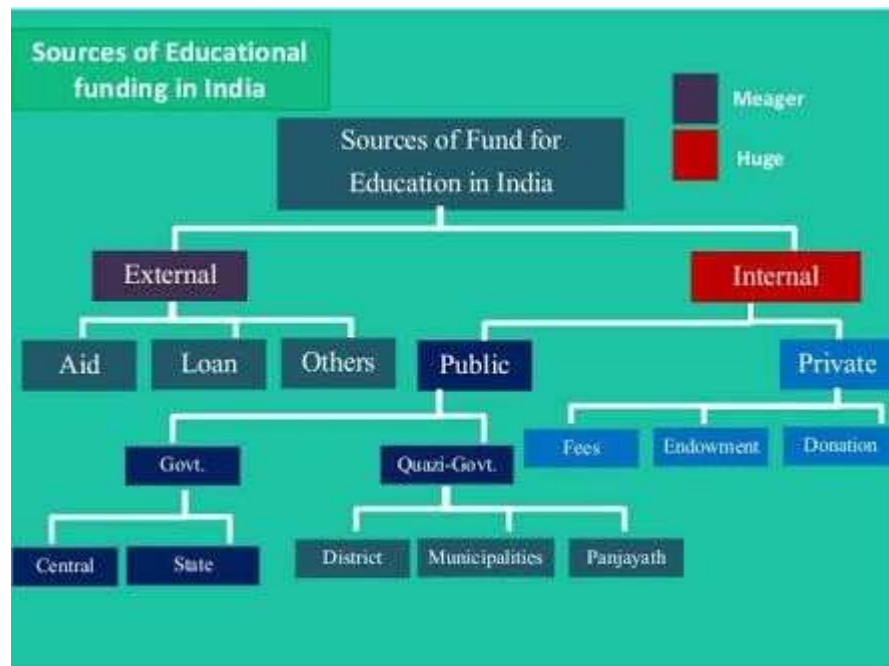 Sources of Educational
funding in India
Meager
Huge
Sources of Fund for
Education in India
External
Internal
Aid
Loan
Others
Public
Private
Govt.
Quazi-Govt.
Fees
Endowment
Donation
Central
State
District
Municipalities
Panjayath